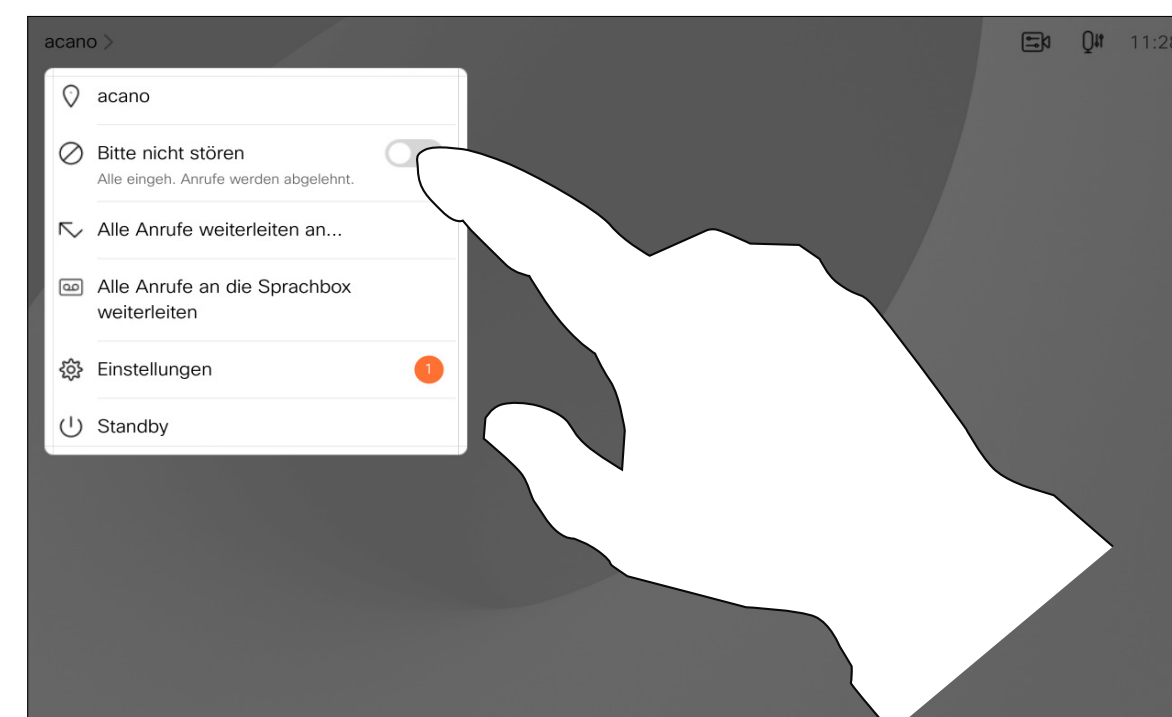 acano
acano
Bitte nicht stören
Alle eingeh. Anrufe werden abgelehnt.
Alle Anrufe weiterleiten an...
Alle Anrufe an die Sprachbox
weiterleiten
Einstellungen 1
Standby